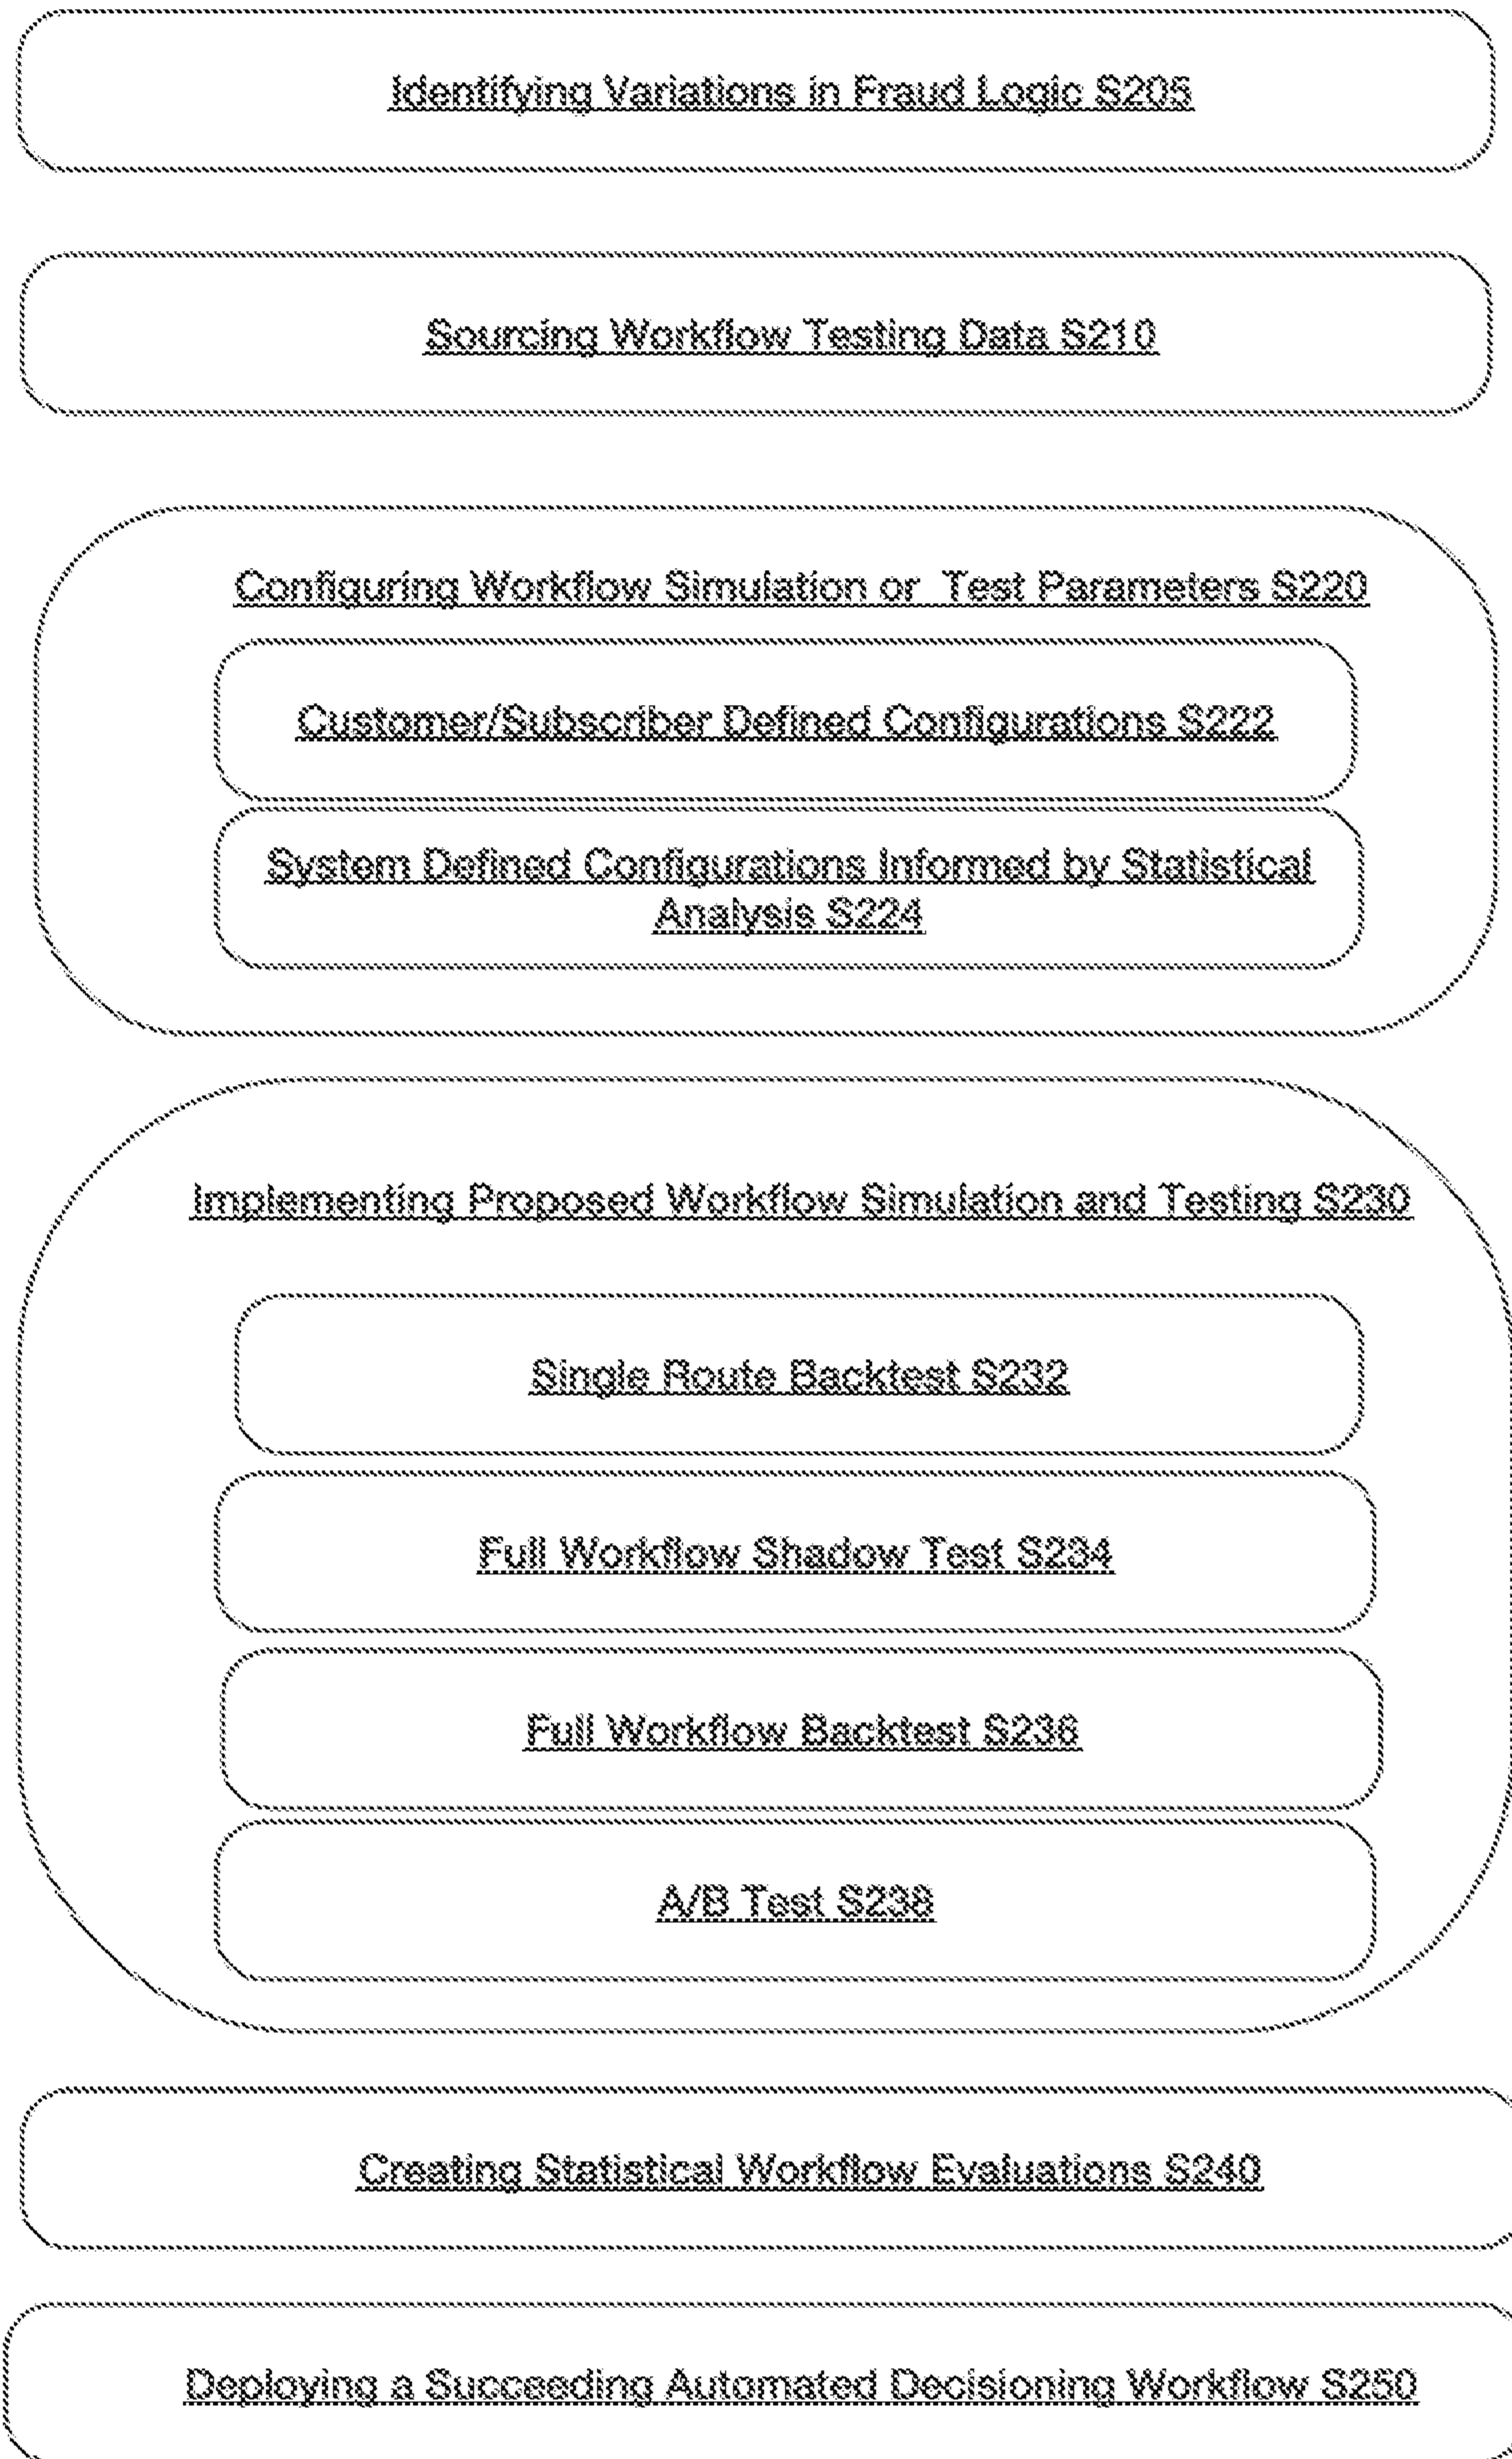 Identifying Variations in Fraud Logic S205
Sourcing Workflow Testing Data S210
Configuring Workflow Simulation or Test Parameters S220
Customer/Subscriber Defined Configurations S222
System Defined Configurations Informed by Statistical
Analysis S224
Implementing Proposed Workflow Simulation and Testing S230
Single Route Backtest S232
Full Workflow Shadow Test S234
Full Workflow Backtest S236
A/B Test S238
Creating Statistical Workflow Evaluations S240
Deploying a Succeeding Automated Decisioning Workflow S250